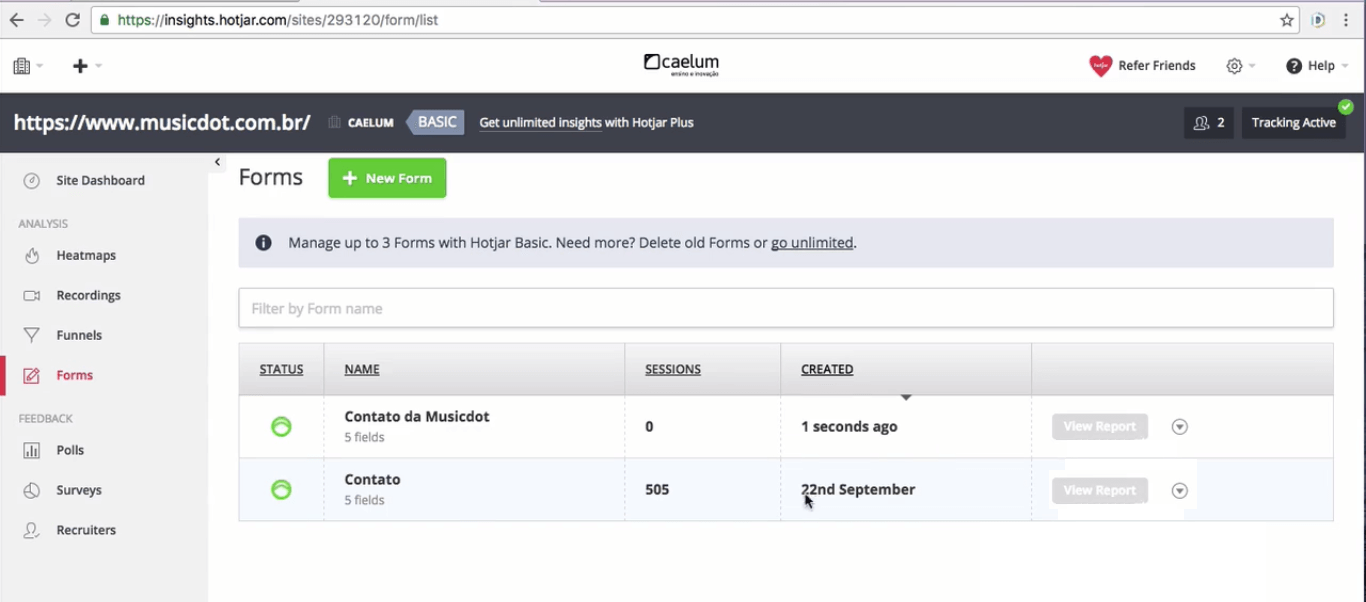 https://insights.hotjar.com/sites/293120/form/list
caelum
ensino e inovação
Refer Friends
Help
https://www.musicdot.com.br/ CAELUM BASIC Get unlimited insights with Hotjar Plus 2 Tracking Active
Site Dashboard
ANALYSIS
Heatmaps
Recordings
Funnels
Forms
FEEDBACK
Polls
Surveys
Recruiters
Forms
+ New Form
Manage up to 3 Forms with Hotjar Basic. Need more? Delete old Forms or go unlimited.
Filter by Form name
STATUS NAME SESSIONS CREATED
Contato da Musicdot
5 fields
0 1 seconds ago View Report
Contato
5 fields
505 22nd September View Report